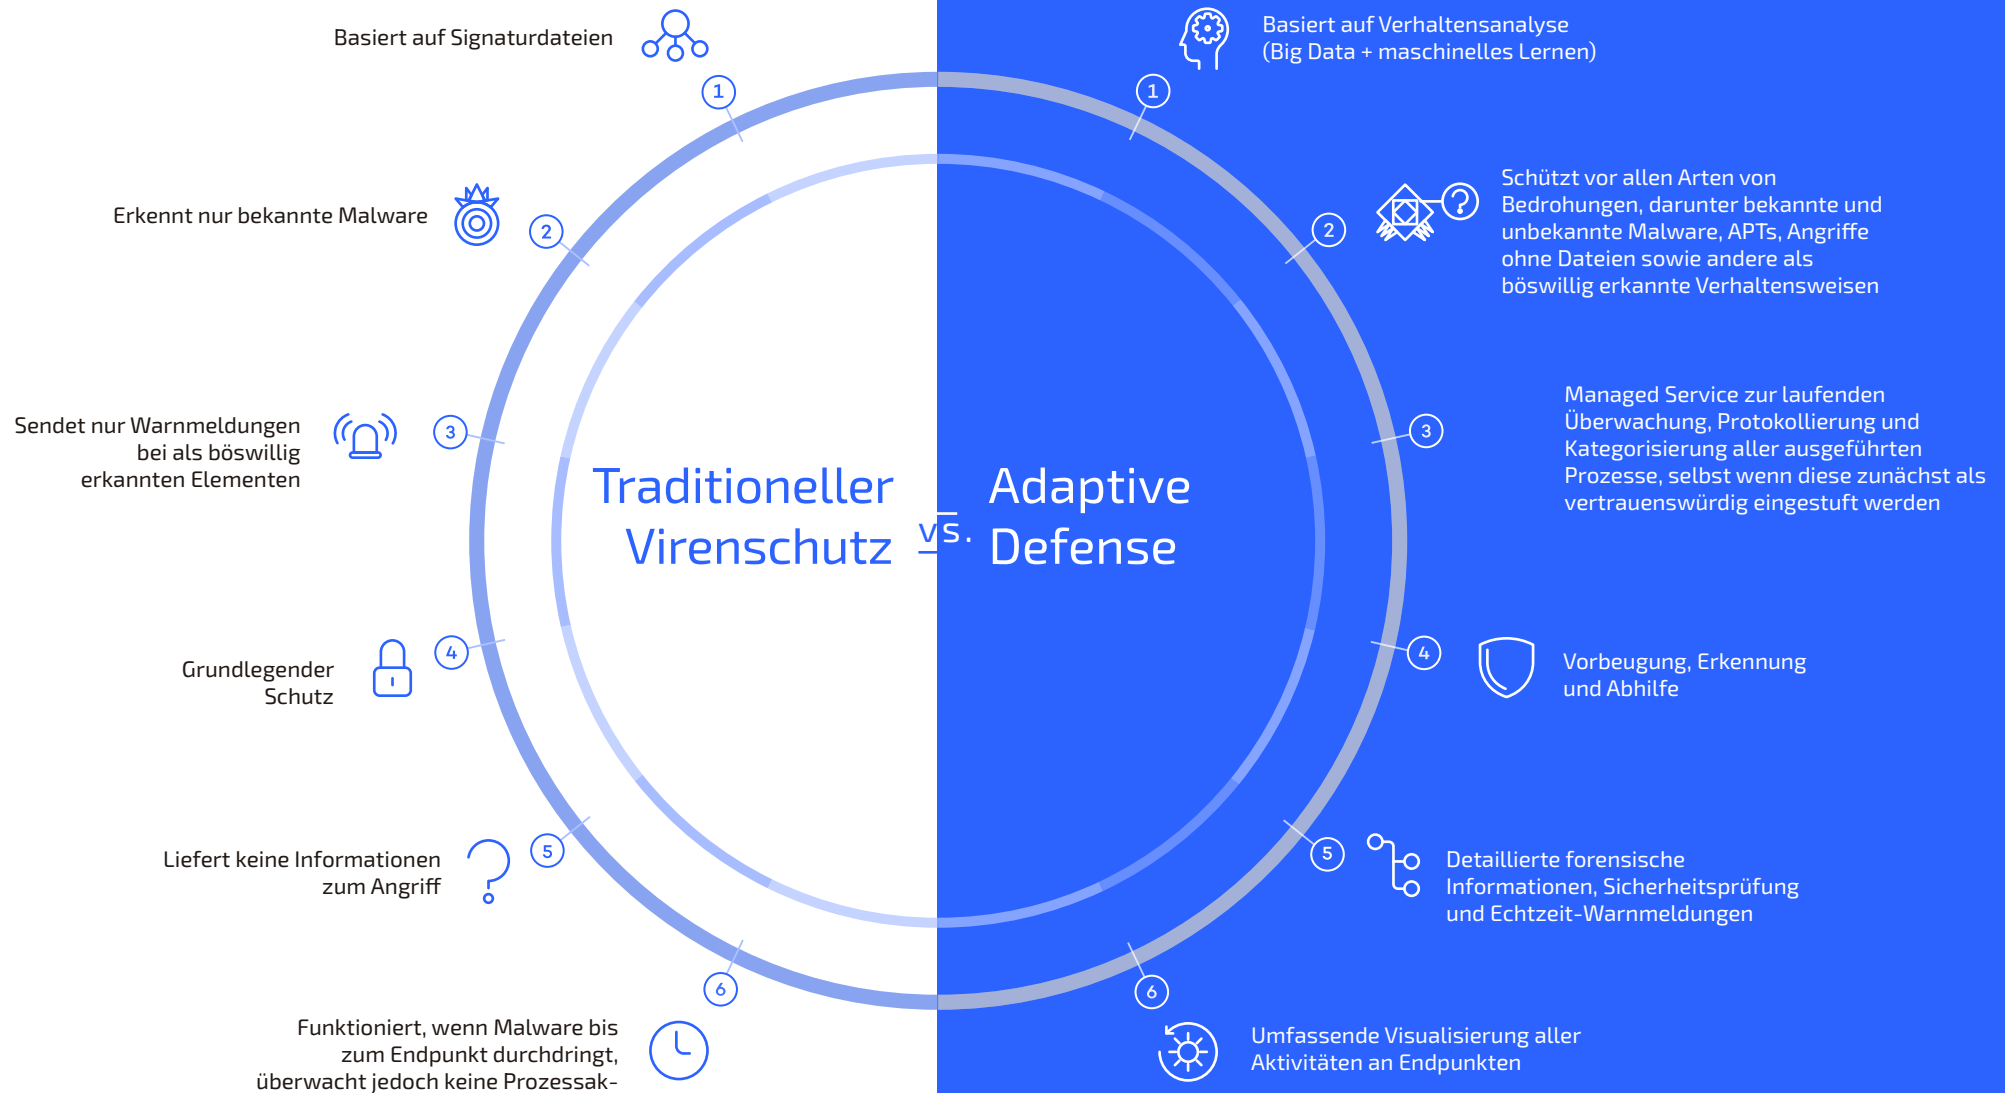 Basiert auf Signaturdateien
1
Erkennt nur bekannte Malware
2
Sendet nur Warnmeldungen
bei als böswillig
erkannten Elementen
3
Grundlegender
Schutz
4
Liefert keine Informationen
zum Angriff
5
Funktioniert, wenn Malware bis
zum Endpunkt durchdringt,
überwacht jedoch keine Prozessak-
6
Traditioneller
Virenschutz
vs.
Adaptive
Defense
Basiert auf Verhaltensanalyse
(Big Data + maschinelles Lernen)
1
Schützt vor allen Arten von
Bedrohungen, darunter bekannte und
unbekannte Malware, APTs, Angriffe
ohne Dateien sowie andere als
böswillig erkannte Verhaltensweisen
2
Managed Service zur laufenden
Überwachung, Protokollierung und
Kategorisierung aller ausgeführten
Prozesse, selbst wenn diese zunächst als
vertrauenswürdig eingestuft werden
3
Vorbeugung, Erkennung
und Abhilfe
4
Detaillierte forensische
Informationen, Sicherheitsprüfung
und Echtzeit-Warnmeldungen
5
Umfassende Visualisierung aller
Aktivitäten an Endpunkten
6